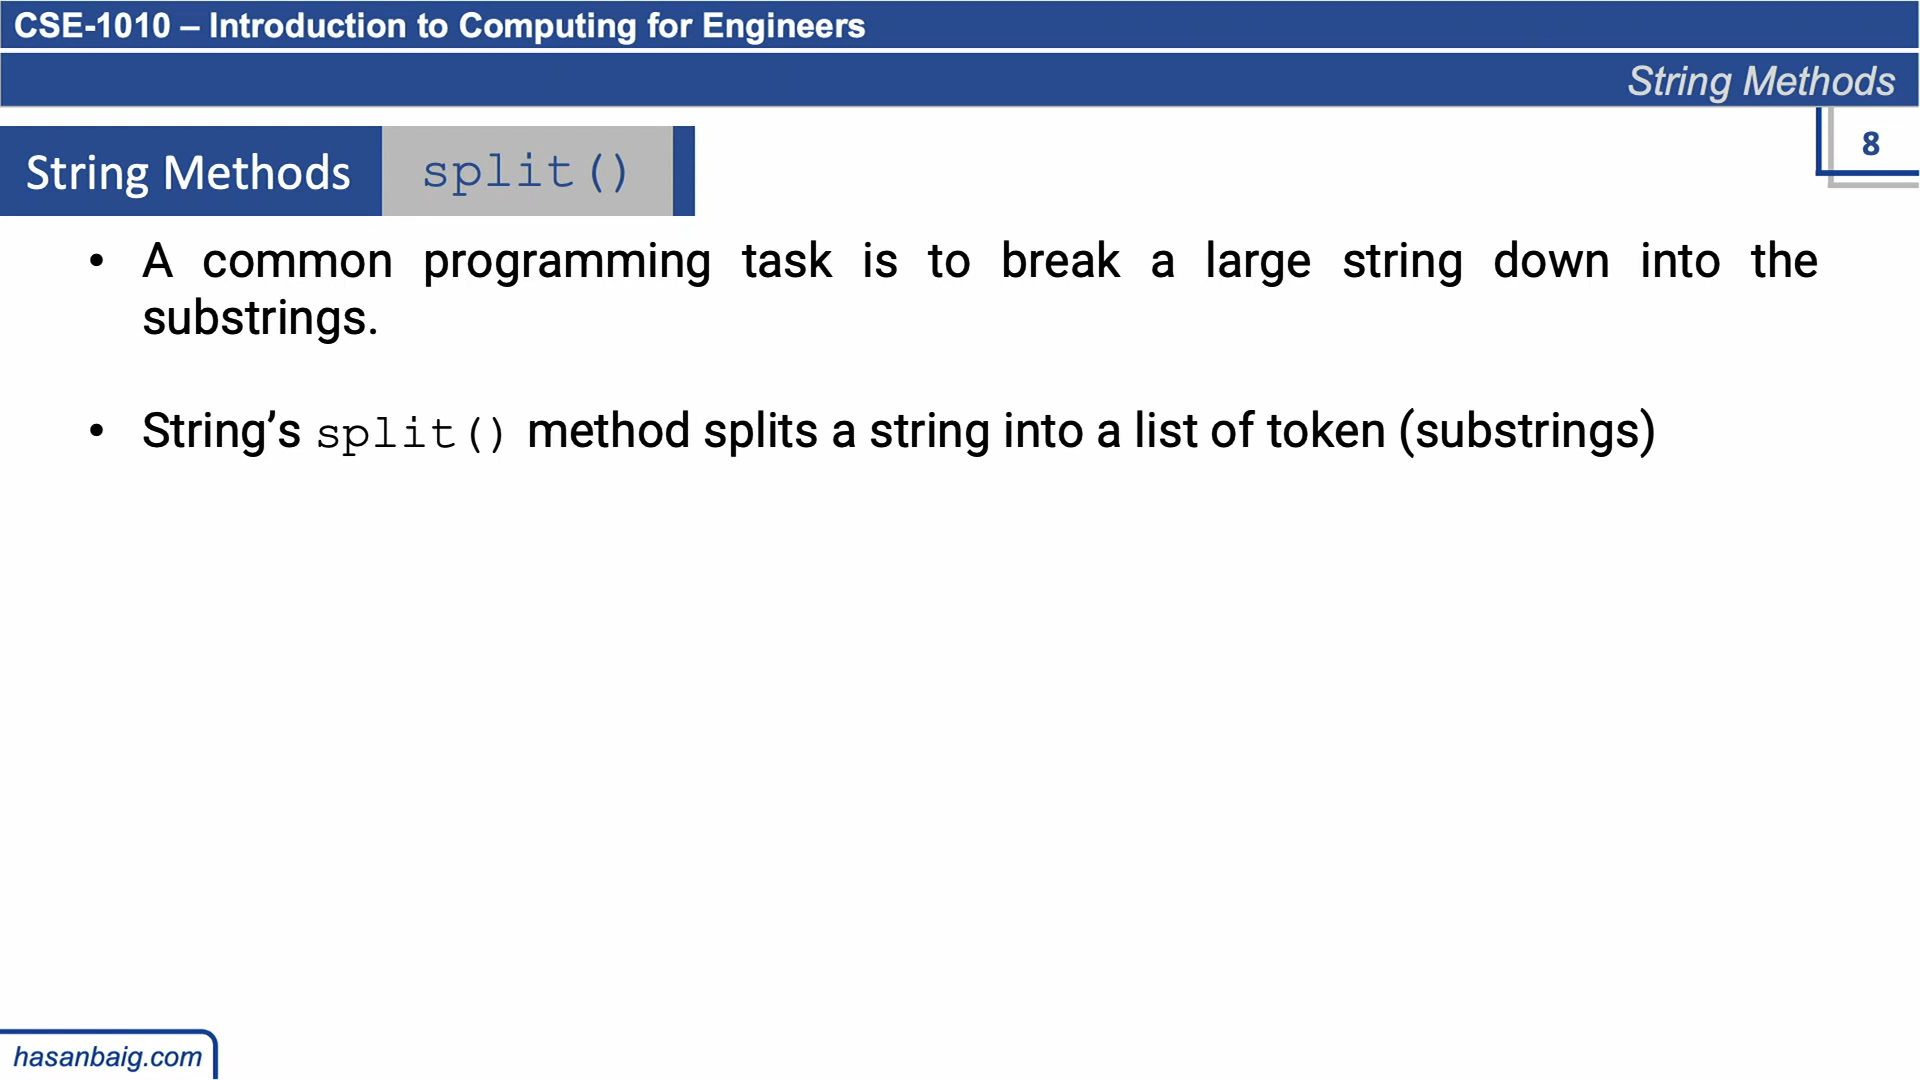 CSE-1010 – Introduction to Computing for Engineers
String Methods
8
String Methods split()
• A common programming task is to break a large string down into the
substrings.
• String’s split() method splits a string into a list of token (substrings)
hasanbaig.com